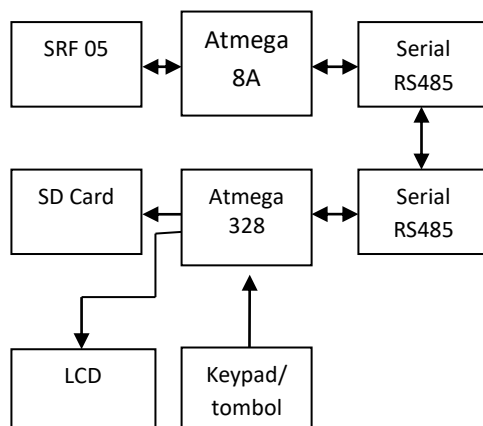 SRF 05
Atmega
8A
Serial
RS485
SD Card
Atmega
328
Serial
RS485
LCD
Keypad/
tombol